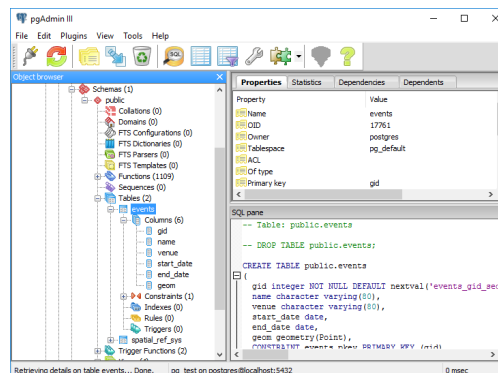 pgAdmin III
File Edit Plugins View Tools Help
Object browser
Schemas (1)
public
Collations (0)
Domains (0)
FTS Configurations (0)
FTS Dictionaries (0)
FTS Parsers (0)
FTS Templates (0)
Functions (1109)
Sequences (0)
Tables (2)
events
Columns (6)
gid
name
venue
start_date
end_date
geom
Constraints (1)
Indexes (0)
Rules (0)
Triggers (0)
spatial_ref_sys
Trigger Functions (2)
Properties Statistics Dependencies Dependents
Property Value
Name events
OID 17761
Owner postgres
Tablespace pg_default
ACL
Of type
Primary key gid
SQL pane
-- Table: public.events
-- DROP TABLE public.events;
CREATE TABLE public.events
(
gid integer NOT NULL DEFAULT nextval('events_gid_sec
name character varying(80),
venue character varying(80),
start_date date,
end_date date,
geom geometry(Point),
CONSTRAINT events_pkey PRIMARY KEY (gid)
Retrieving details on table events... Done. pg_test on postgres@localhost:5432 0 msec